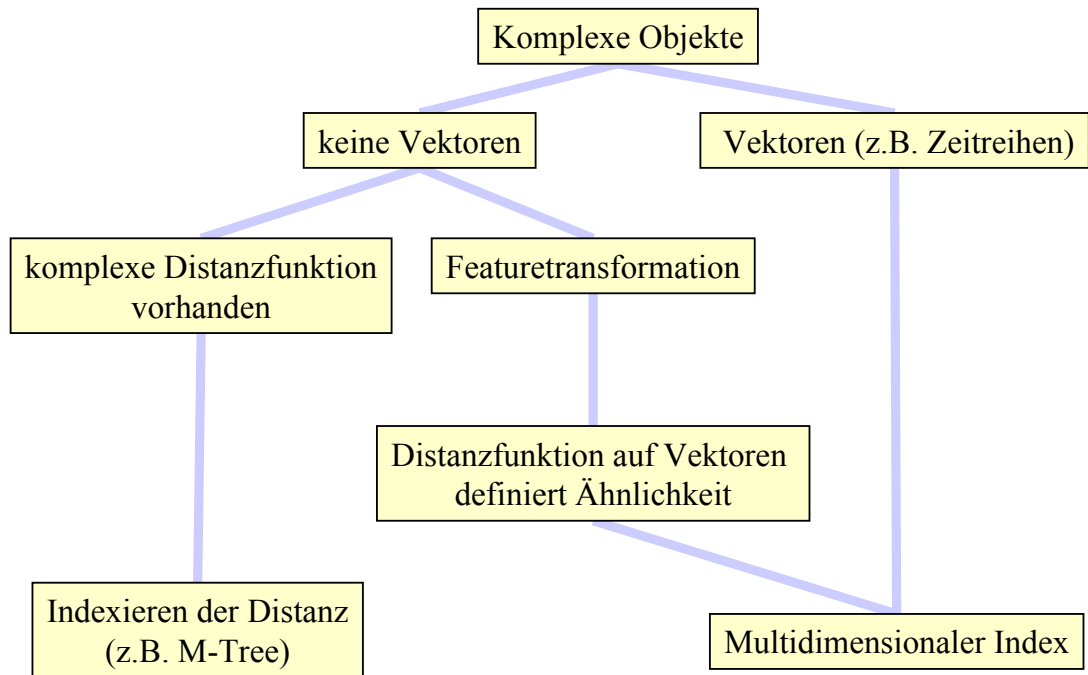 Komplexe Objekte
keine Vektoren
Vektoren (z.B. Zeitreihen)
komplexe Distanzfunktion
vorhanden
Featuretransformation
Distanzfunktion auf Vektoren
definiert Ähnlichkeit
Indexieren der Distanz
(z.B. M-Tree)
Multidimensionaler Index